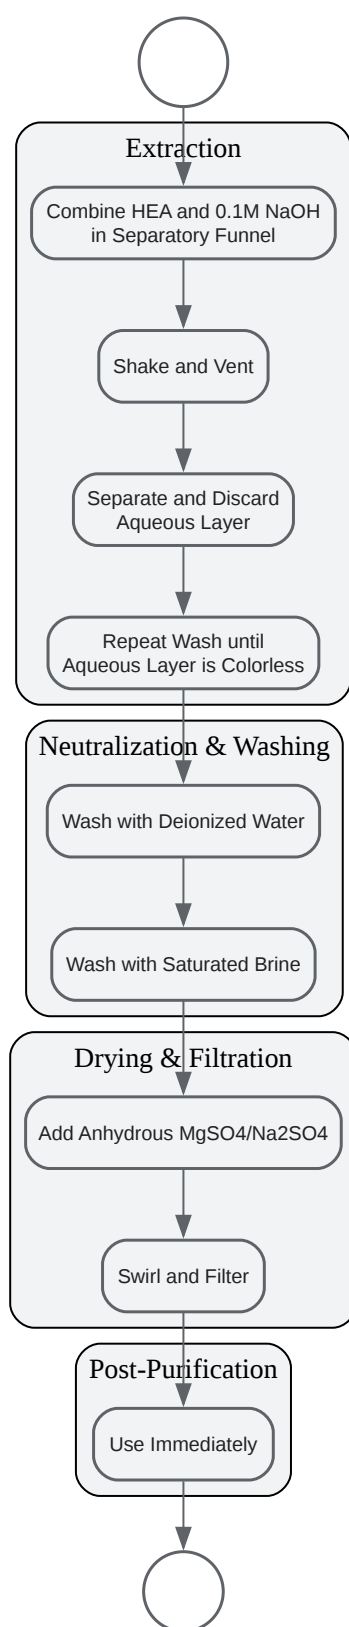 Extraction
Combine HEA and 0.1M NaOH
in Separatory Funnel
Shake and Vent
Separate and Discard
Aqueous Layer
Repeat Wash until
Aqueous Layer is Colorless
Neutralization & Washing
Wash with Deionized Water
Wash with Saturated Brine
Drying & Filtration
Add Anhydrous MgSO4/Na2SO4
Swirl and Filter
Post-Purification
Use Immediately